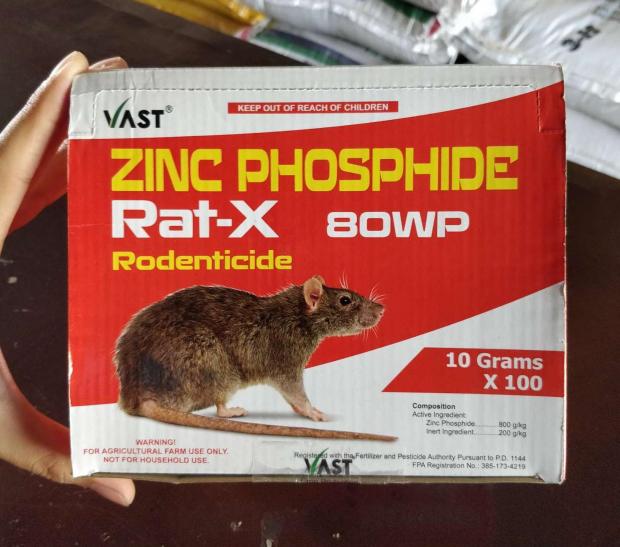 VAST®
KEEP OUT OF REACH OF CHILDREN
ZINC PHOSPHIDE
Rat-X 80WP
Rodenticide
10 Grams
X 100
Composition
Active Ingredient:
Zinc Phosphide..........800 g/kg
Inert Ingredient..........200 g/kg
WARNING!
FOR AGRICULTURAL FARM USE ONLY.
NOT FOR HOUSEHOLD USE.
Registered with the Fertilizer and Pesticide Authority Pursuant to P.D. 1144
FPA Registration No.: 385-173-4219
VAST